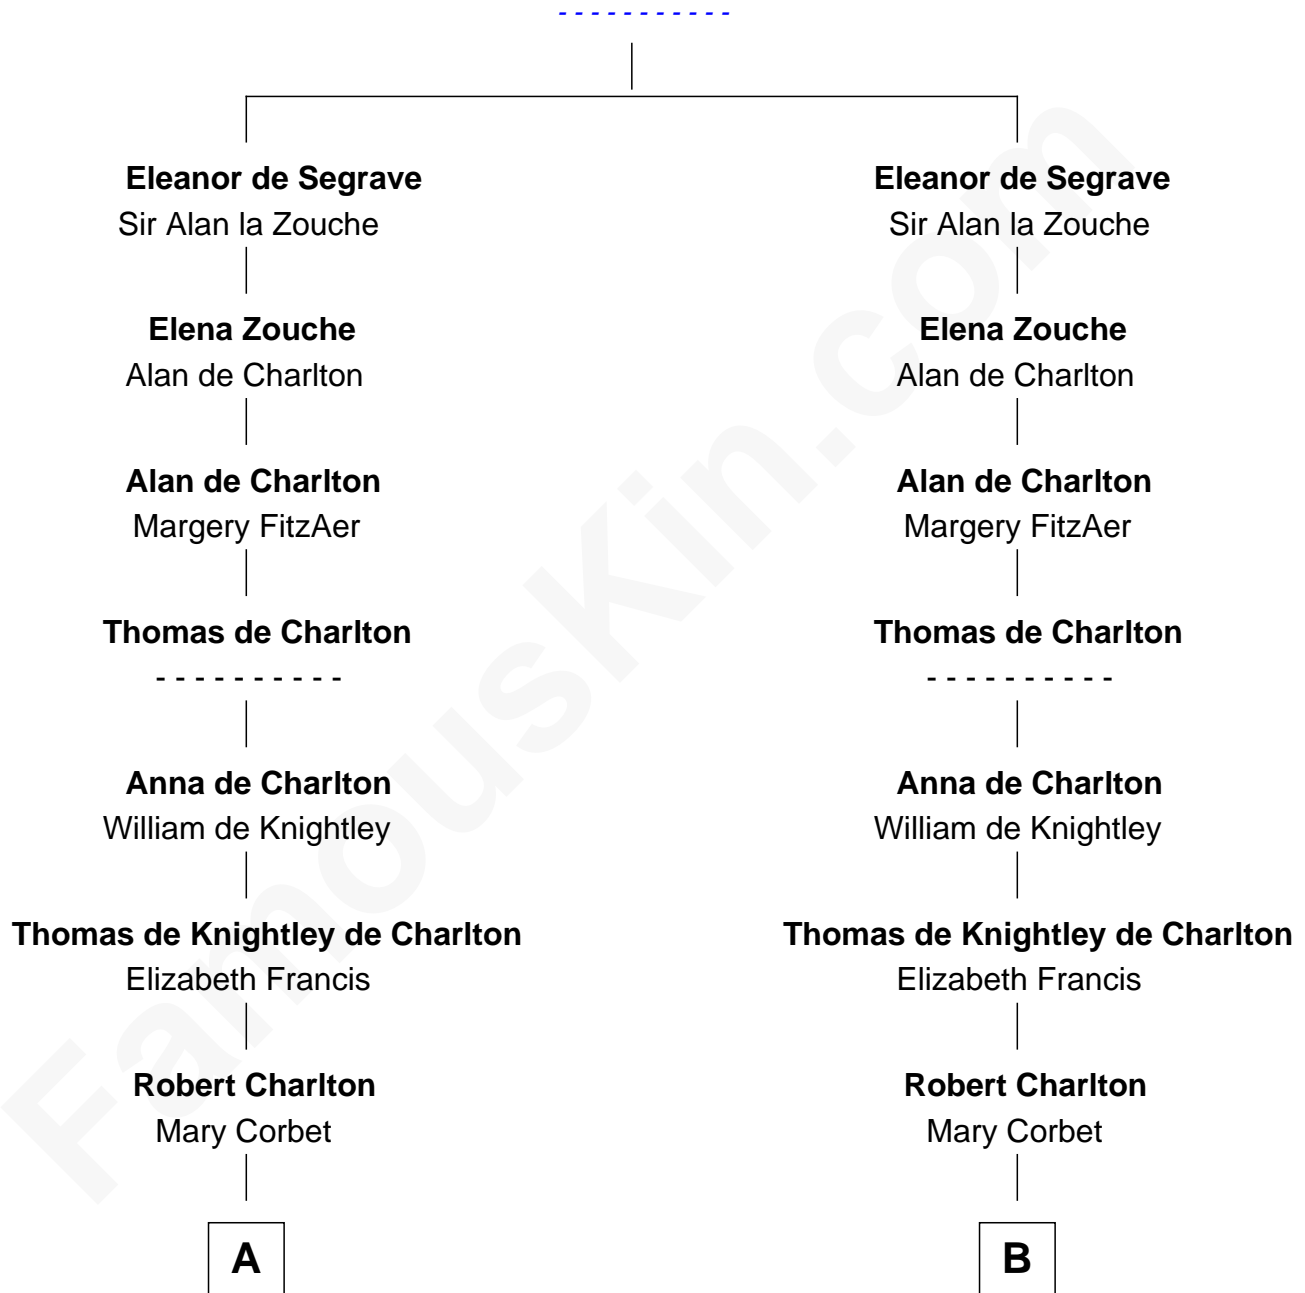 - - - - - - - - - - -
Eleanor de Segrave
Sir Alan la Zouche
Elena Zouche
Alan de Charlton
Alan de Charlton
Margery FitzAer
Thomas de Charlton
- - - - - - - - - -
Anna de Charlton
William de Knightley
Thomas de Knightley de Charlton
Elizabeth Francis
Robert Charlton
Mary Corbet
A
Eleanor de Segrave
Sir Alan la Zouche
Elena Zouche
Alan de Charlton
Alan de Charlton
Margery FitzAer
Thomas de Charlton
- - - - - - - - - -
Anna de Charlton
William de Knightley
Thomas de Knightley de Charlton
Elizabeth Francis
Robert Charlton
Mary Corbet
B
FamousKin.com